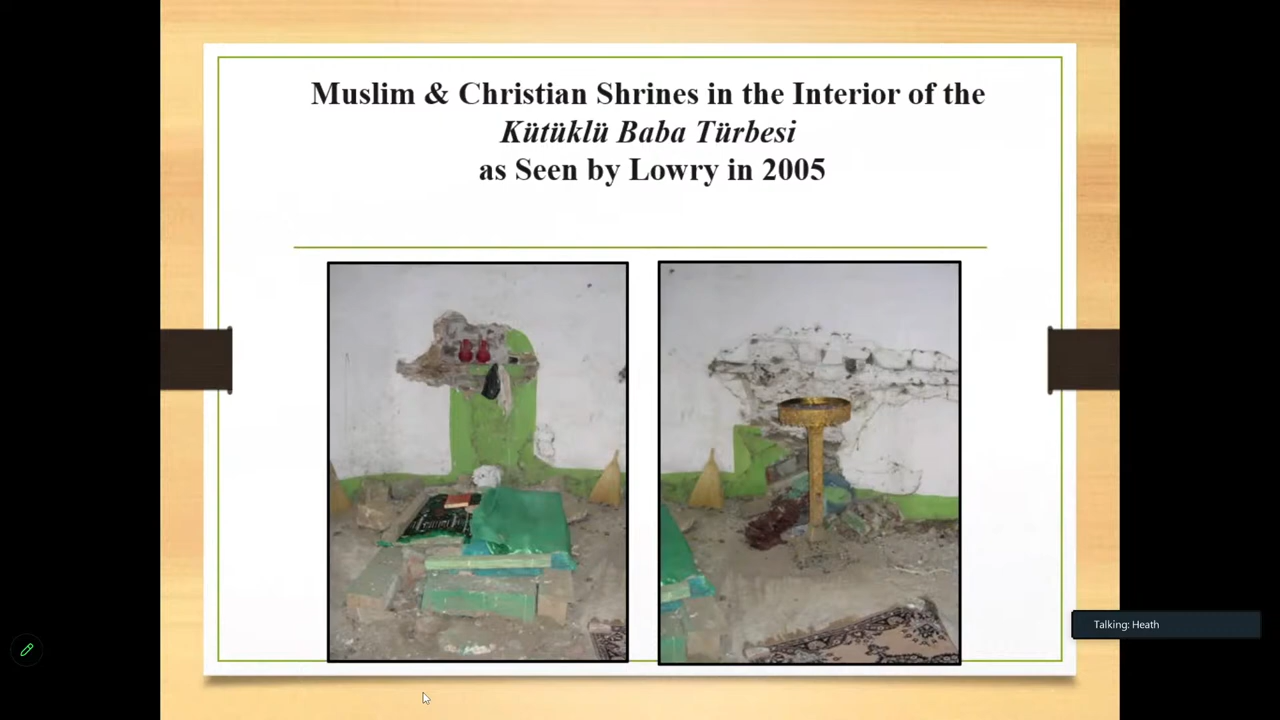 Muslim & Christian Shrines in the Interior of the
Kütüklü Baba Türbesi
as Seen by Lowry in 2005
Talking: Heath